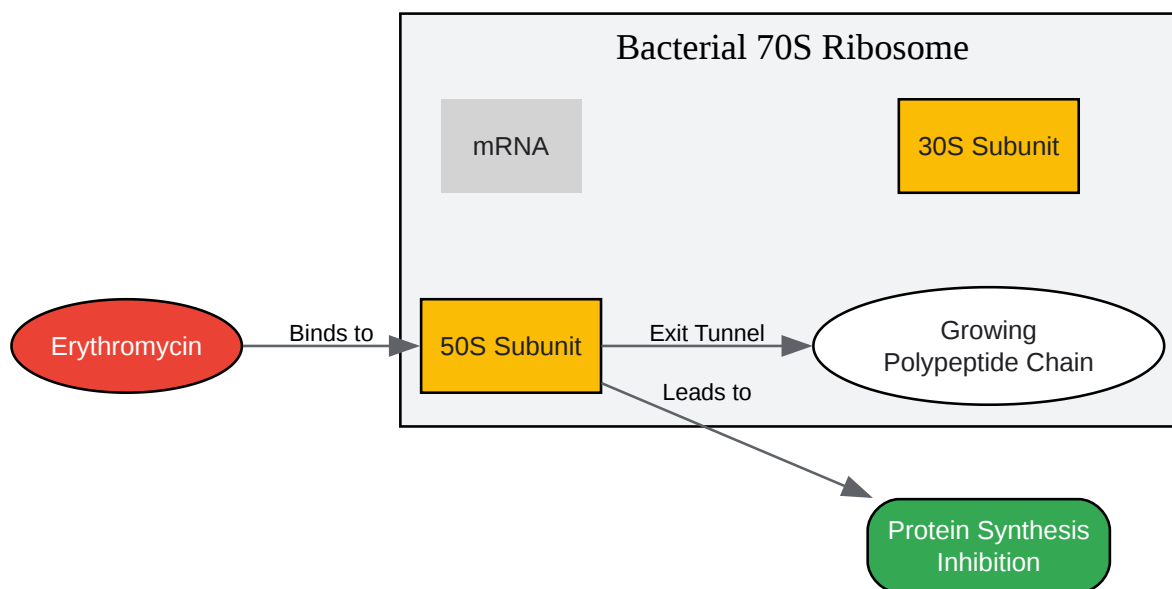 Bacterial 70S Ribosome
mRNA
30S Subunit
Erythromycin
Binds to
50S Subunit
Exit Tunnel
Growing
Polypeptide Chain
Leads to
Protein Synthesis
Inhibition